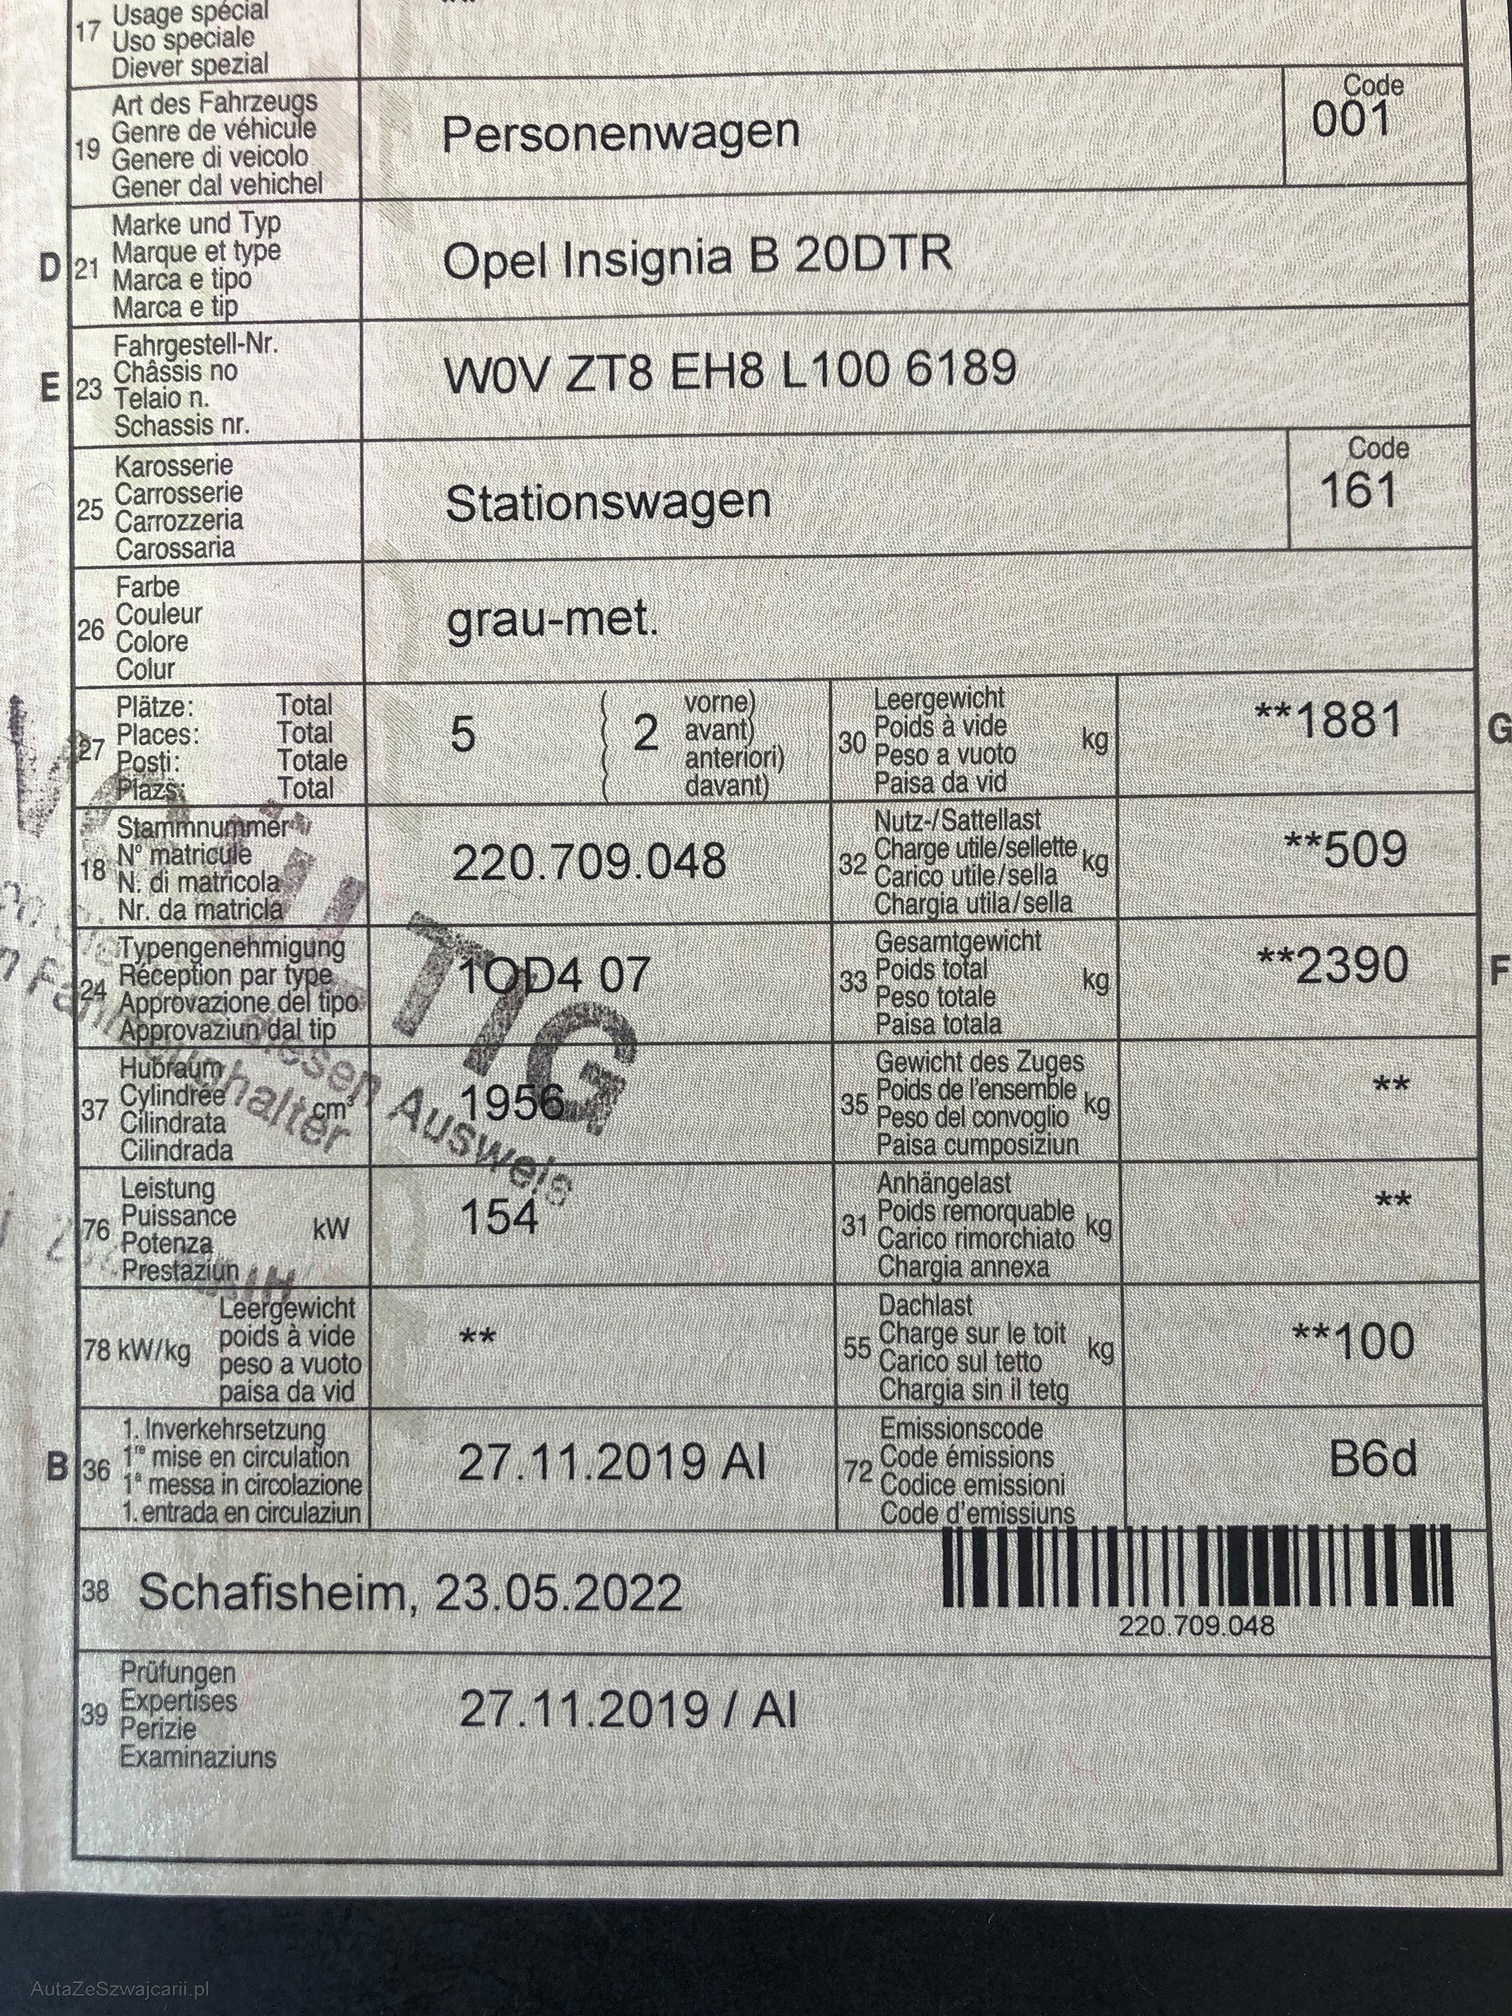 17 Usage spécial
Uso speciale
Diever spezial
19 Art des Fahrzeugs
Genre de véhicule
Genere di veicolo
Gener dal vehichel
Personenwagen
Code
001
D 21 Marke und Typ
Marque et type
Marca e tipo
Marca e tip
Opel Insignia B 20DTR
E 23 Fahrgestell-Nr.
Châssis no
Telaio n.
Schassis nr.
W0V ZT8 EH8 L100 6189
25 Karosserie
Carrosserie
Carrozzeria
Carossaria
Stationswagen
Code
161
26 Farbe
Couleur
Colore
Colur
grau-met.
27 Plätze: Total
Places: Total
Posti: Totale
Plazs: Total
5 ( 2 vorne)
avant)
anteriori)
davant)
30 Leergewicht
Poids à vide
Peso a vuoto
Paisa da vid
kg
**1881
G
18 Stammnummer
N° matricule
N. di matricola
Nr. da matricla
220.709.048
32 Nutz-/Sattellast
Charge utile/sellette
Carico utile/sella
Chargia utila/sella
kg
**509
24 Typengenehmigung
Réception par type
Approvazione del tipo
Approvaziun dal tip
1OD4 07
33 Gesamtgewicht
Poids total
Peso totale
Paisa totala
kg
**2390
F
37 Hubraum
Cylindrée
Cilindrata
Cilindrada
cm³
1956
35 Gewicht des Zuges
Poids de l'ensemble
Peso del convoglio
Paisa cumposiziun
kg
**
76 Leistung
Puissance
Potenza
Prestaziun
kW
154
31 Anhängelast
Poids remorquable
Carico rimorchiato
Chargia annexa
kg
**
78 kW/kg
Leergewicht
poids à vide
peso a vuoto
paisa da vid
**
55 Dachlast
Charge sur le toit
Carico sul tetto
Chargia sin il tetg
kg
**100
B 36 1. Inverkehrsetzung
1re mise en circulation
1a messa in circolazione
1. entrada en circulaziun
27.11.2019 AI
72 Emissionscode
Code émissions
Codice emissioni
Code d'emissiuns
B6d
38 Schafisheim, 23.05.2022
220.709.048
39 Prüfungen
Expertises
Perizie
Examinaziuns
27.11.2019 / AI
diesen Ausweis
AutaZeSzwajcarii.pl